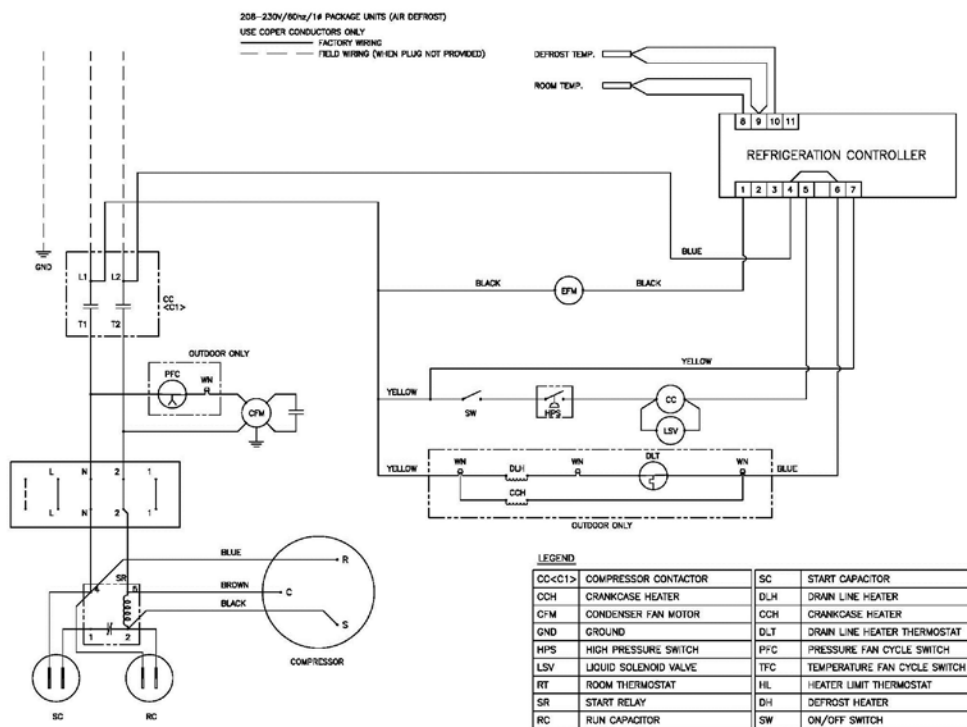 208-230V/60hz/1ø PACKAGE UNITS (AIR DEFROST)
USE COPER CONDUCTORS ONLY
FACTORY WIRING
FIELD WIRING (WHEN PLUG NOT PROVIDED)
DEFROST TEMP.
ROOM TEMP.
8 9 10 11
REFRIGERATION CONTROLLER
1 2 3 4 5 6 7
GND
L1 L2
CC
<C1>
T1 T2
BLUE
BLACK EFM BLACK
OUTDOOR ONLY
PFC WN
CFM
YELLOW
YELLOW
SW HPS CC
LSV
YELLOW WN DLH WN DLT WN BLUE
CCH
OUTDOOR ONLY
L N 2 1
L N 2 1
BLUE
SR
4 5
BROWN
BLACK
R
C
S
1 2
COMPRESSOR
SC RC
LEGEND
CC<C1> COMPRESSOR CONTACTOR SC START CAPACITOR
CCH CRANKCASE HEATER DLH DRAIN LINE HEATER
CFM CONDENSER FAN MOTOR CCH CRANKCASE HEATER
GND GROUND DLT DRAIN LINE HEATER THERMOSTAT
HPS HIGH PRESSURE SWITCH PFC PRESSURE FAN CYCLE SWITCH
LSV LIQUID SOLENOID VALVE TFC TEMPERATURE FAN CYCLE SWITCH
RT ROOM THERMOSTAT HL HEATER LIMIT THERMOSTAT
SR START RELAY DH DEFROST HEATER
RC RUN CAPACITOR SW ON/OFF SWITCH